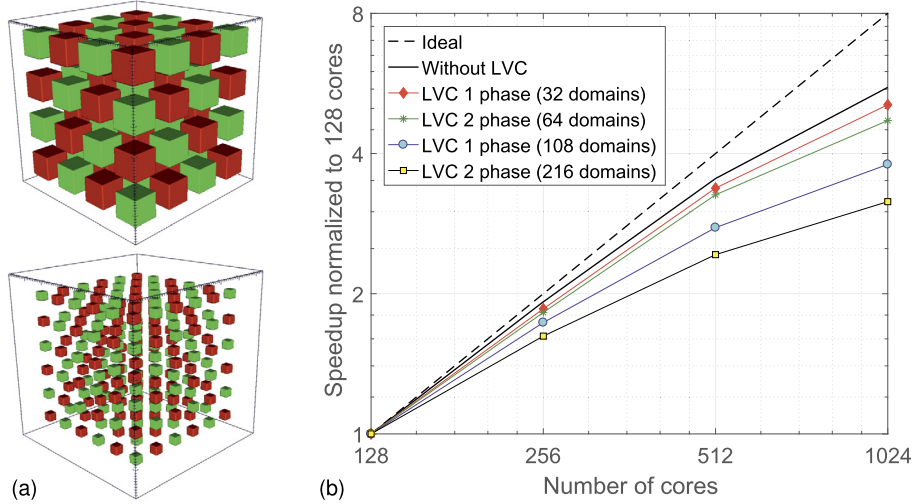 (a)
8
4
2
1
Speedup normalized to 128 cores
Ideal
Without LVC
LVC 1 phase (32 domains)
LVC 2 phase (64 domains)
LVC 1 phase (108 domains)
LVC 2 phase (216 domains)
128
256
512
1024
(b)
Number of cores